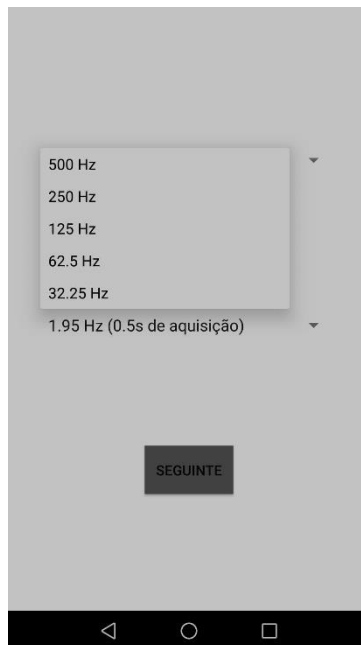 500 Hz
250 Hz
125 Hz
62.5 Hz
32.25 Hz
1.95 Hz (0.5s de aquisição)
SEGUINTE